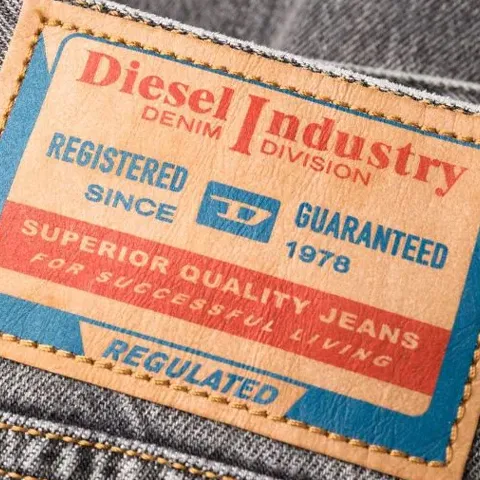 Diesel Industry
DENIM DIVISION
REGISTERED GUARANTEED
SINCE D 1978
SUPERIOR QUALITY JEANS
FOR SUCCESSFUL LIVING
REGULATED